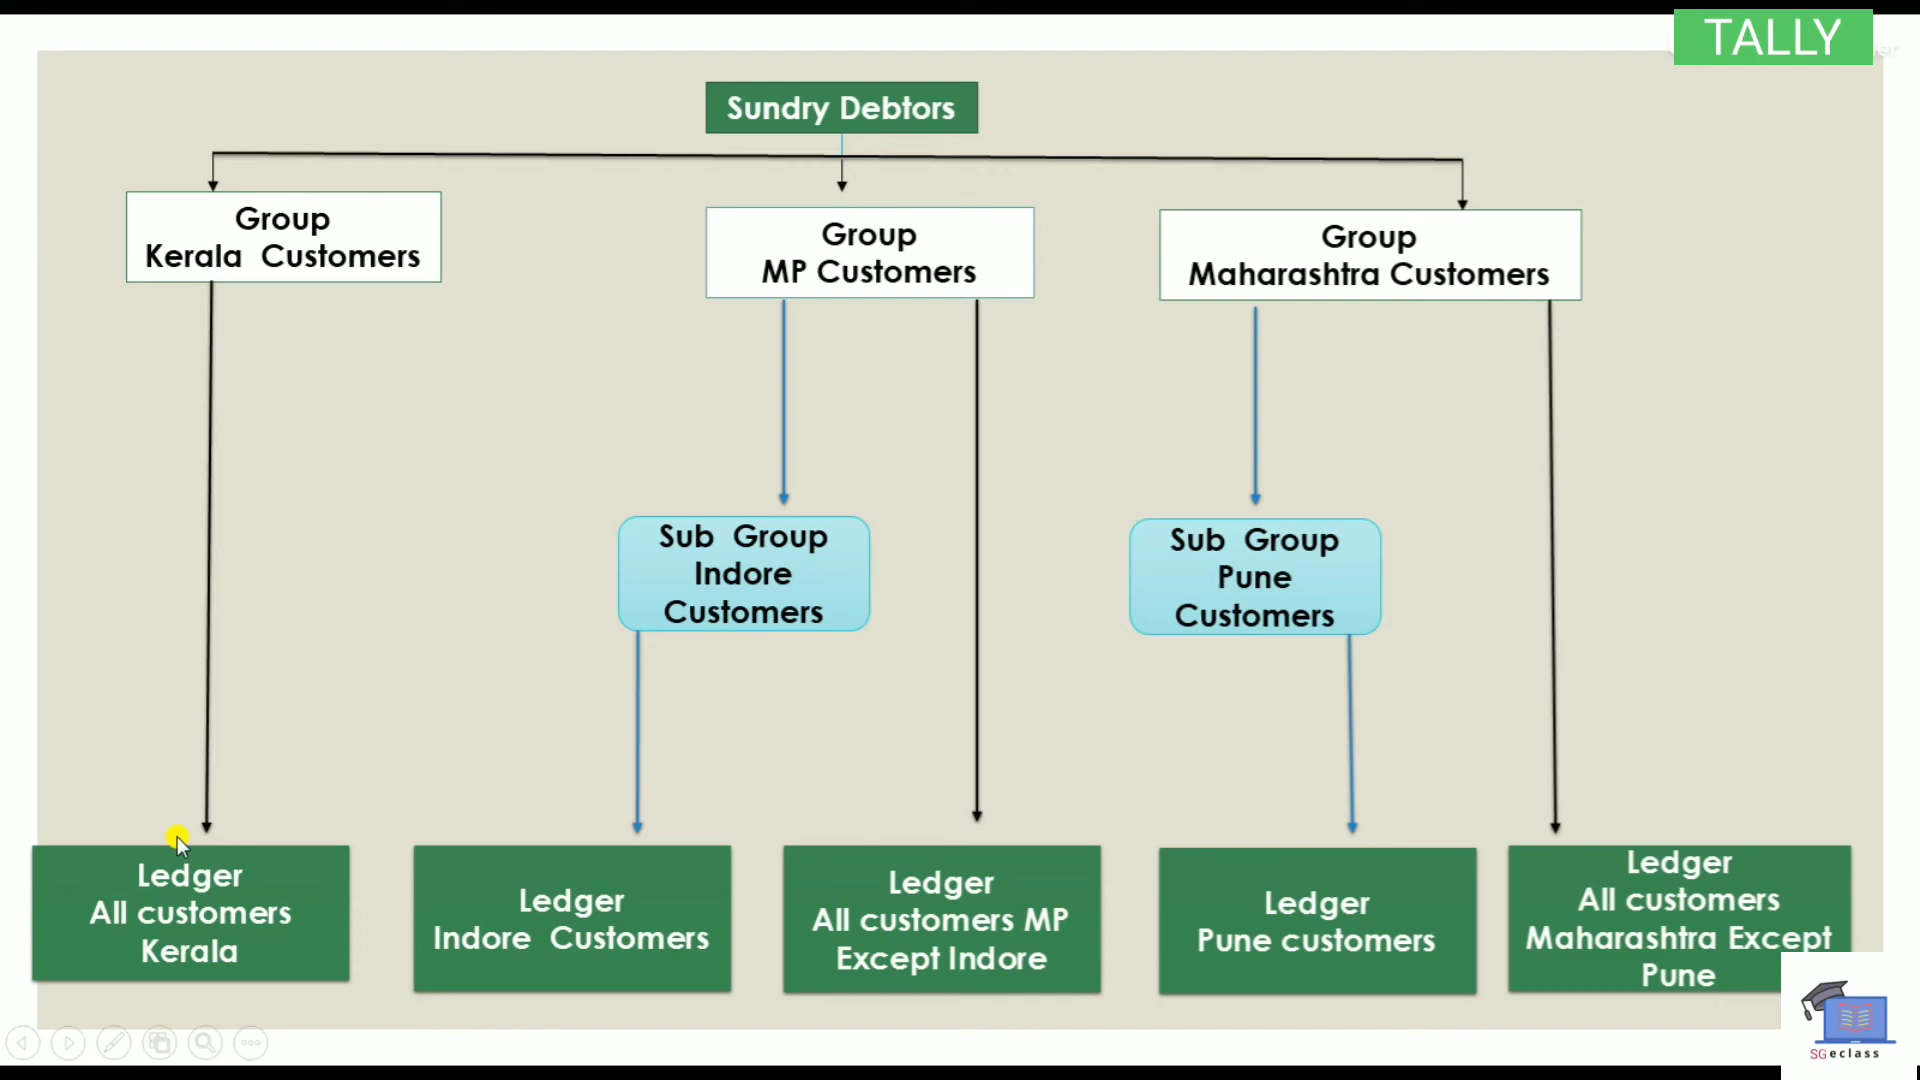 TALLY
Sundry Debtors
Group
Kerala Customers
Group
MP Customers
Group
Maharashtra Customers
Sub Group
Indore
Customers
Sub Group
Pune
Customers
Ledger
All customers
Kerala
Ledger
Indore Customers
Ledger
All customers MP
Except Indore
Ledger
Pune customers
Ledger
All customers
Maharashtra Except
Pune
SGeclass